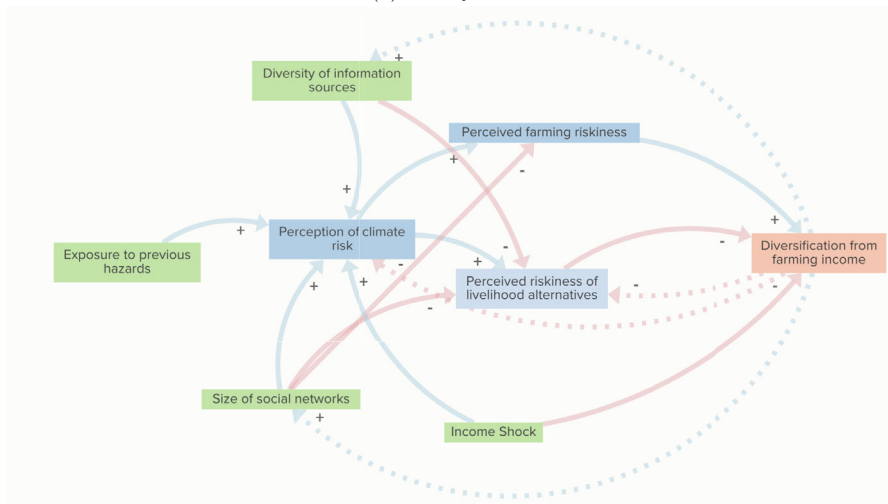 +
Diversity of information
sources
Perceived farming riskiness
+
-
+
+
+
Perception of climate
risk
-
-
-
+
Diversification from
farming income
Exposure to previous
hazards
Perceived riskiness of
livelihood alternatives
+
+
-
-
-
Size of social networks
+
Income Shock